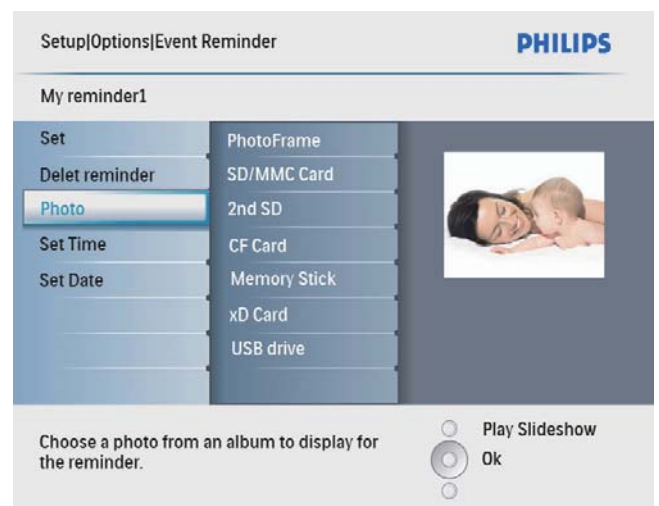 Setup|Options|Event Reminder
PHILIPS
My reminder1
Set
Delet reminder
Photo
Set Time
Set Date
PhotoFrame
SD/MMC Card
2nd SD
CF Card
Memory Stick
xD Card
USB drive
Choose a photo from an album to display for
the reminder.
Play Slideshow
Ok